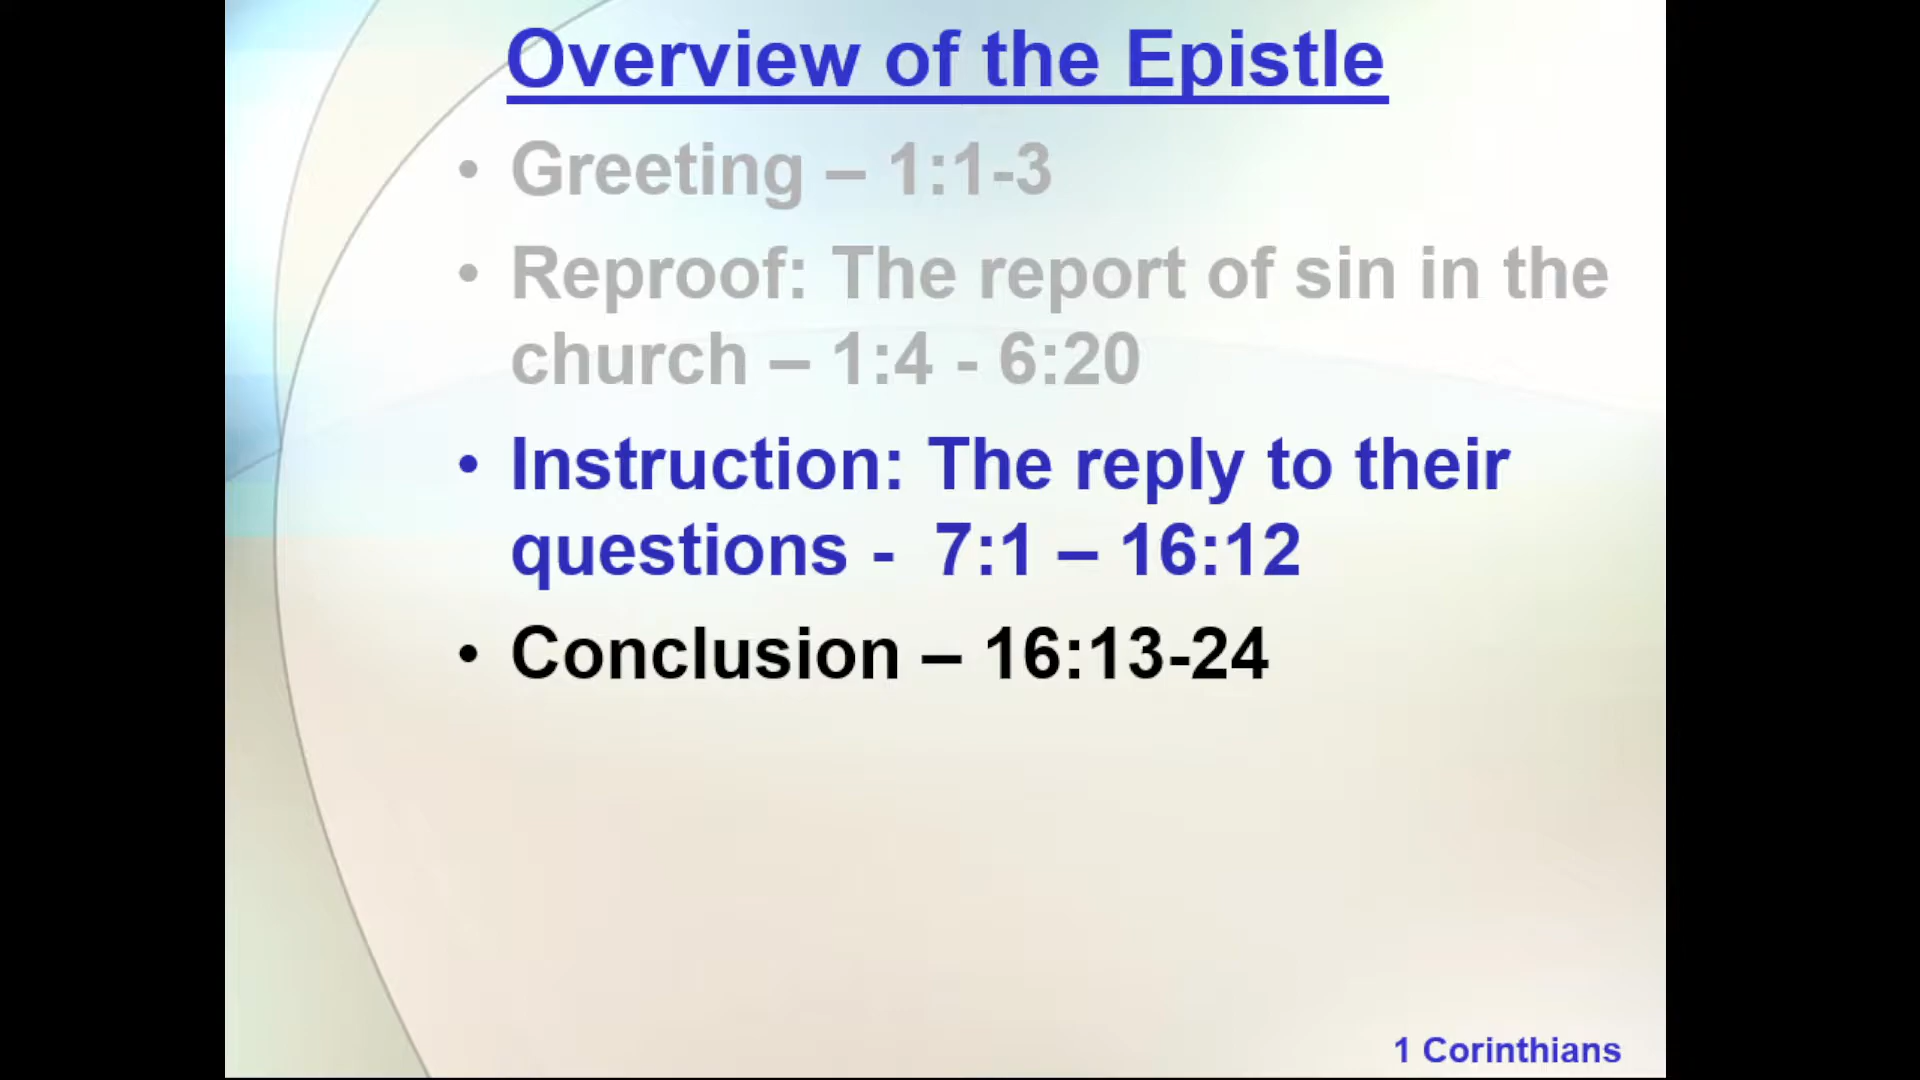 Overview of the Epistle
• Greeting – 1:1-3
• Reproof: The report of sin in the
church – 1:4 - 6:20
• Instruction: The reply to their
questions - 7:1 – 16:12
• Conclusion – 16:13-24
1 Corinthians